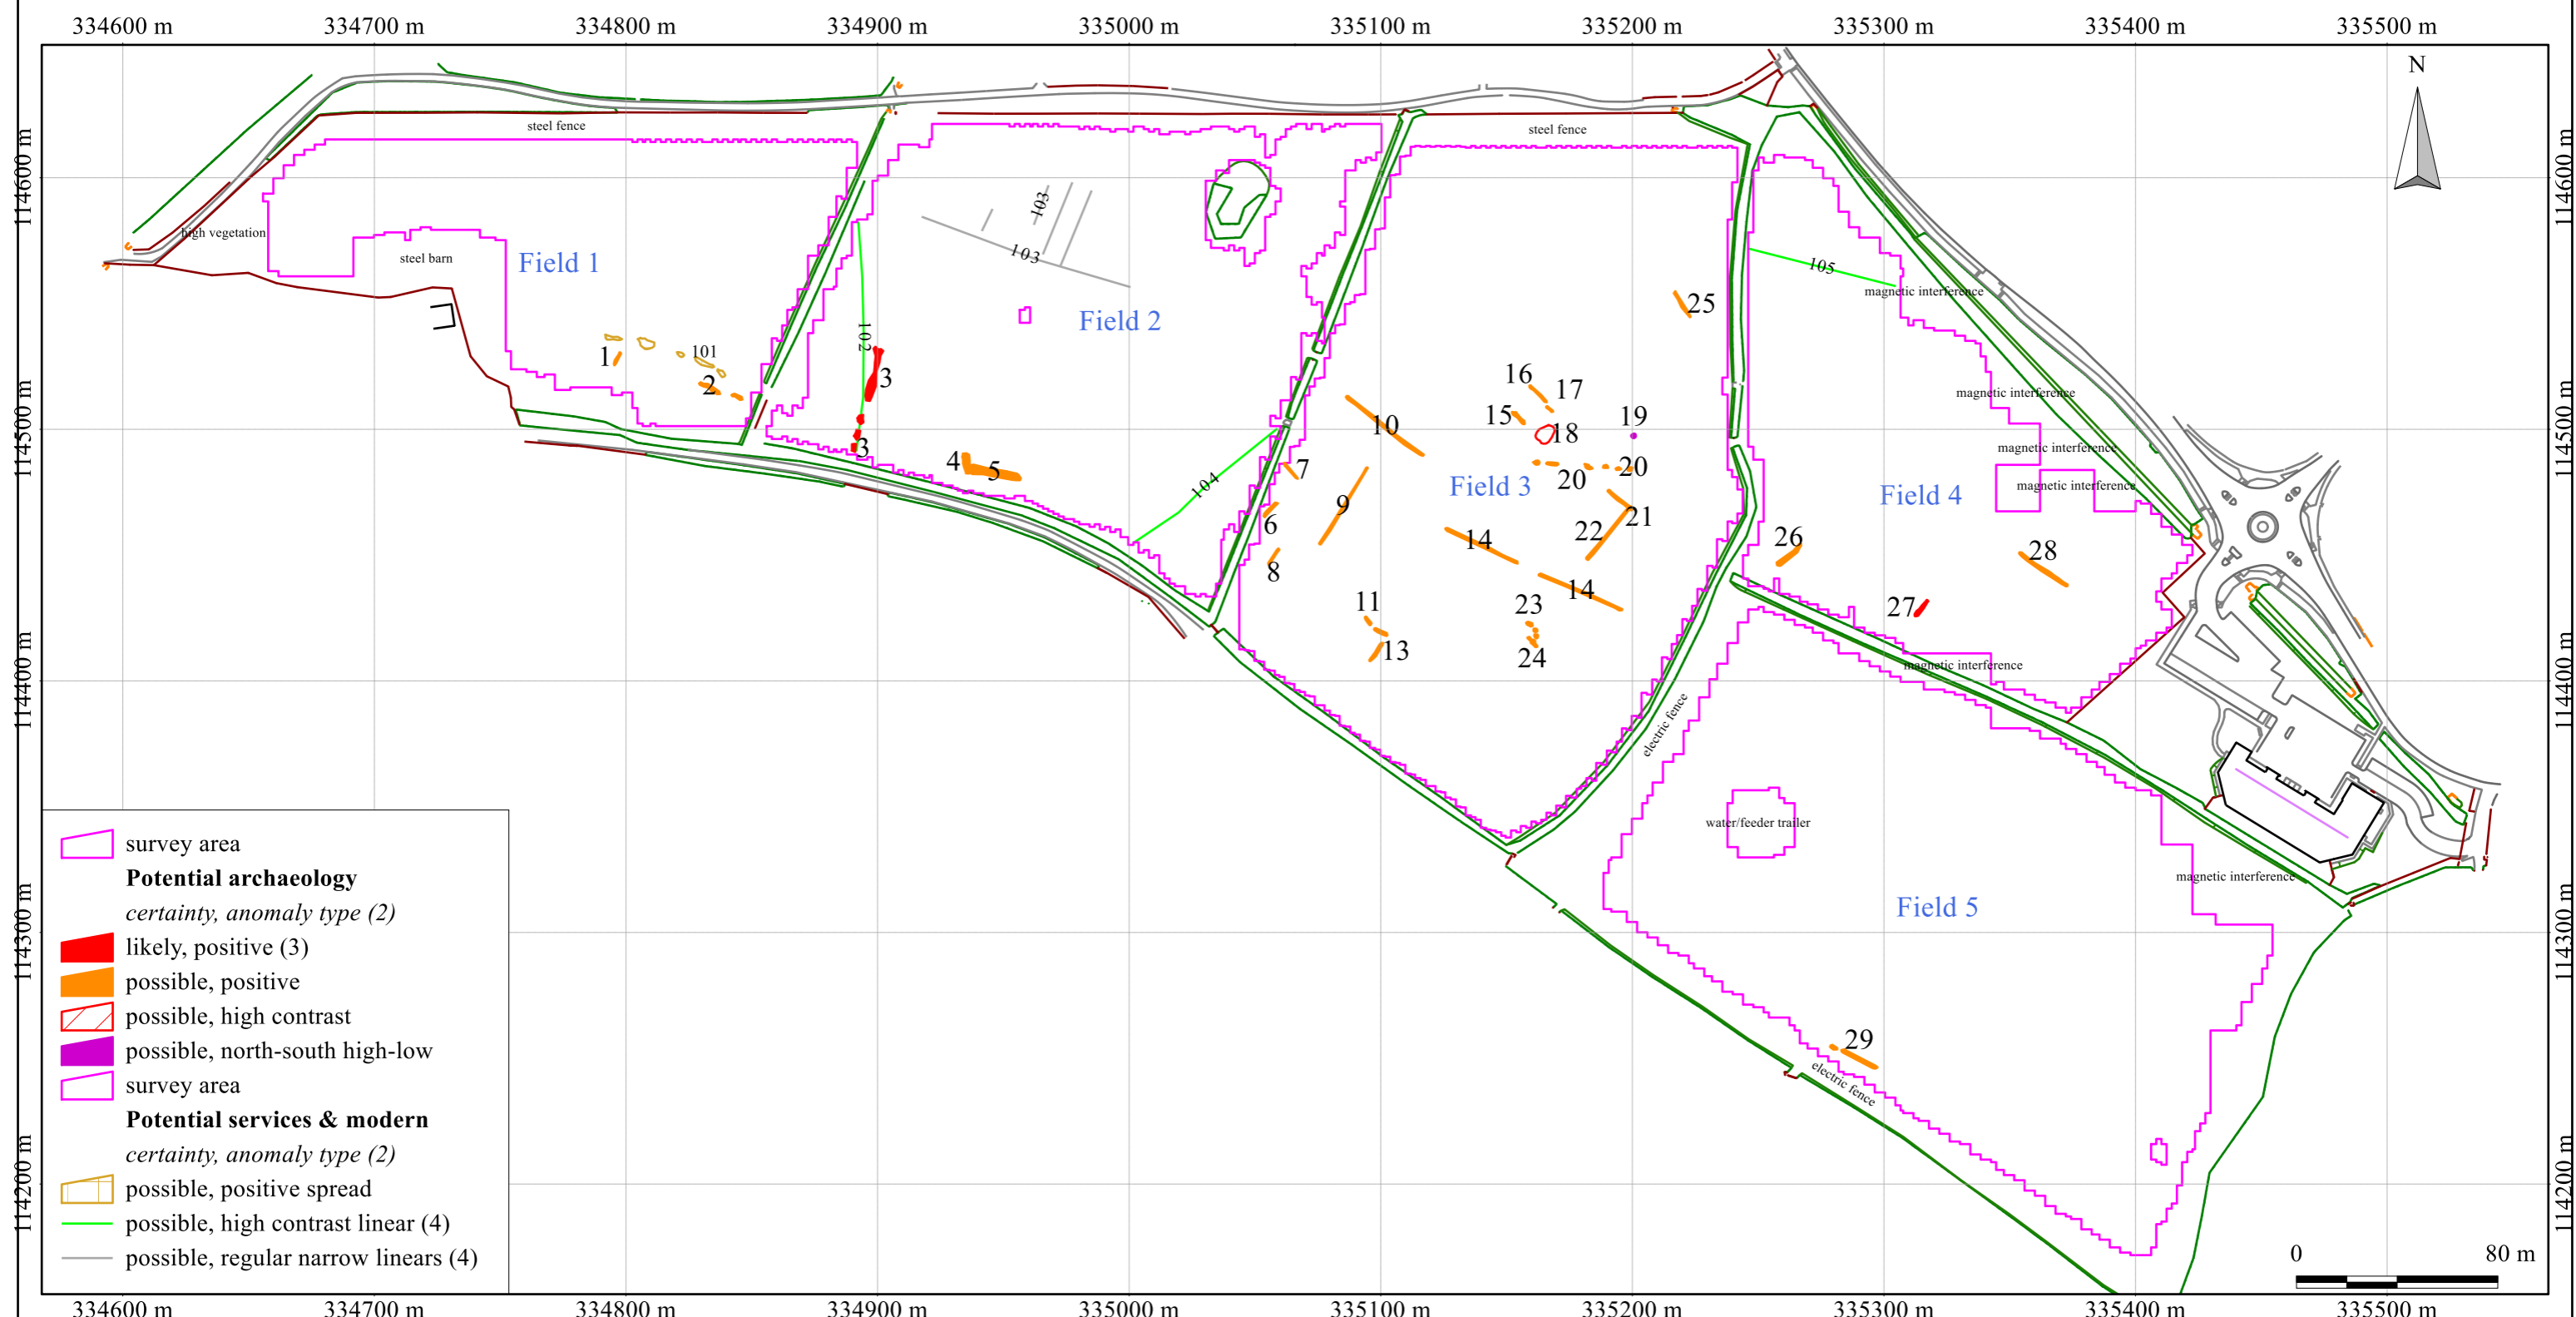 334600 m 334700 m 334800 m 334900 m 335000 m 335100 m 335200 m 335300 m 335400 m 335500 m
N
114600 m
114500 m
114400 m
114300 m
114200 m
114600 m
114500 m
114400 m
114300 m
114200 m
steel fence
steel fence
high vegetation
steel barn
Field 1
1
101
2
102
3
3
103
103
Field 2
4
5
104
7
6
8
9
10
11
13
14
14
15
16
17
18
19
20
20
Field 3
21
22
23
24
25
105
magnetic interference
magnetic interference
magnetic interference
magnetic interference
Field 4
26
27
28
magnetic interference
electric fence
water/feeder trailer
magnetic interference
Field 5
29
electric fence
survey area
Potential archaeology
certainty, anomaly type (2)
likely, positive (3)
possible, positive
possible, high contrast
possible, north-south high-low
survey area
Potential services & modern
certainty, anomaly type (2)
possible, positive spread
possible, high contrast linear (4)
possible, regular narrow linears (4)
0 80 m
334600 m 334700 m 334800 m 334900 m 335000 m 335100 m 335200 m 335300 m 335400 m 335500 m